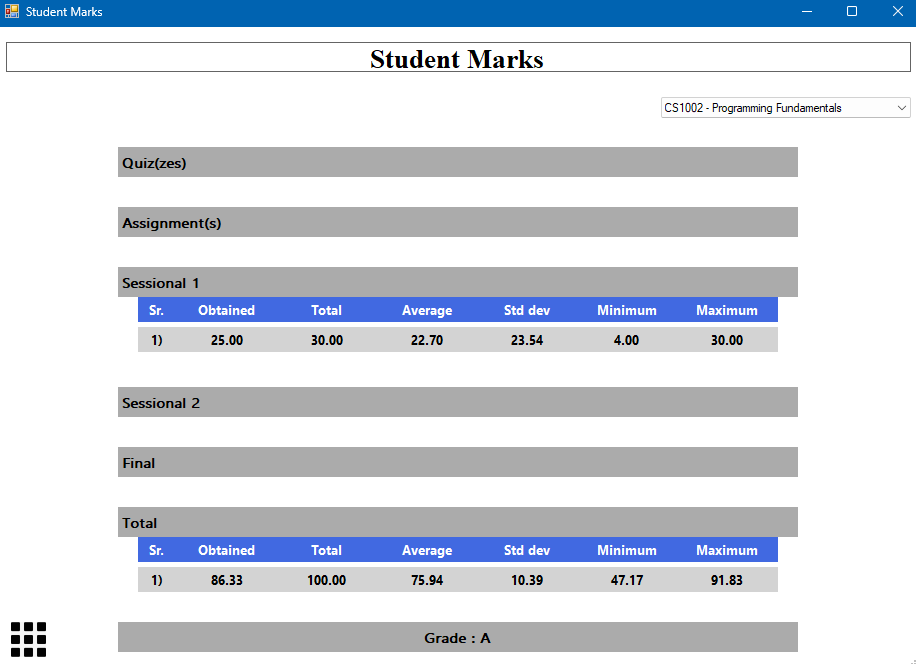 Student Marks
Student Marks
CS1002 - Programming Fundamentals
Quiz(zes)
Assignment(s)
Sessional 1
Sr. Obtained Total Average Std dev Minimum Maximum
1) 25.00 30.00 22.70 23.54 4.00 30.00
Sessional 2
Final
Total
Sr. Obtained Total Average Std dev Minimum Maximum
1) 86.33 100.00 75.94 10.39 47.17 91.83
Grade : A